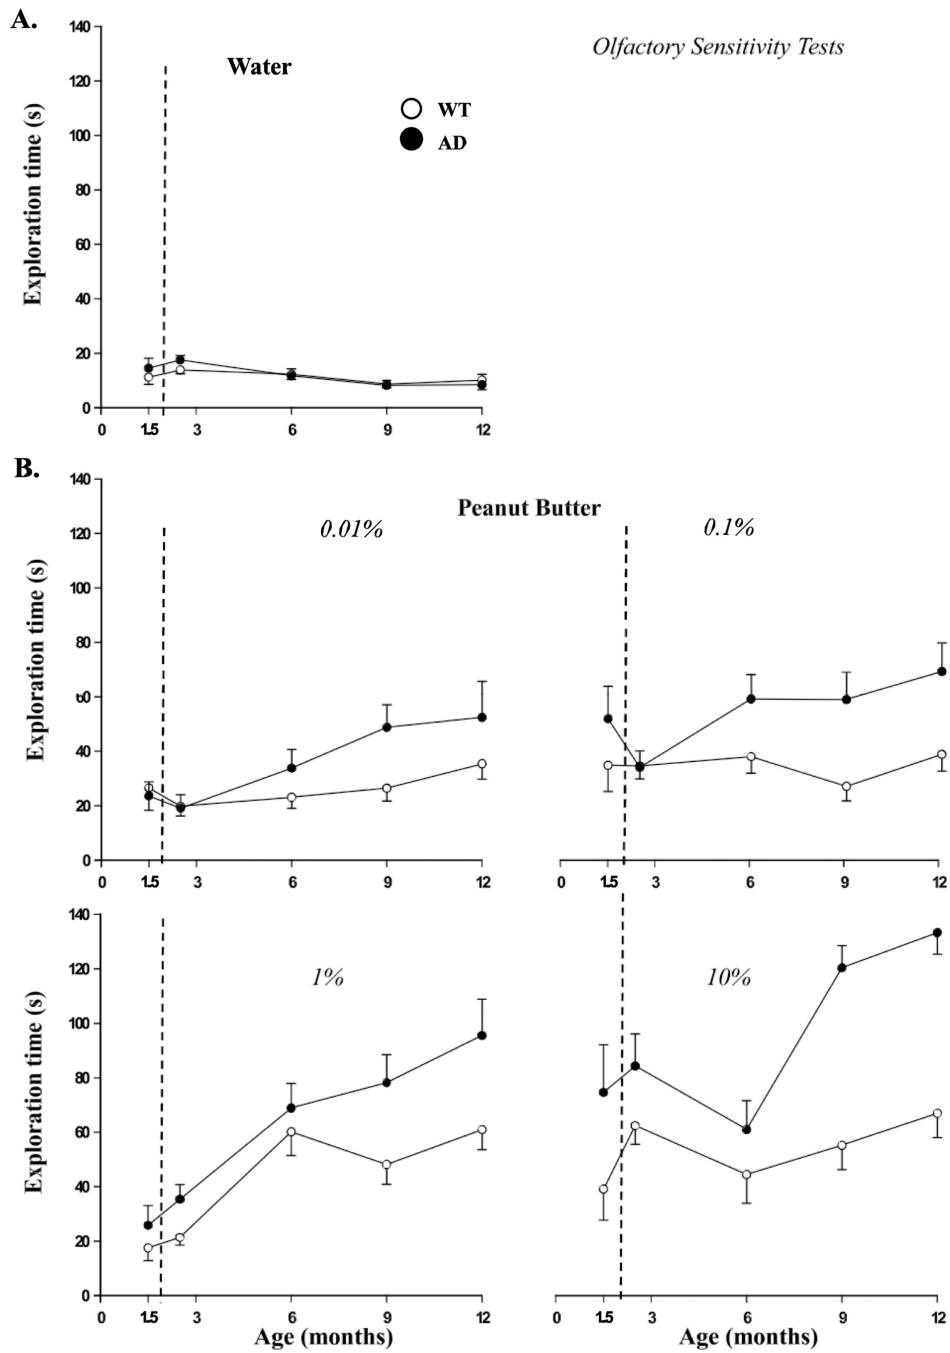 A.
Olfactory Sensitivity Tests
Water
WT
AD
Exploration time (s)
140
120
100
80
60
40
20
0
0 1.5 3 6 9 12
B.
Peanut Butter
0.01%
0.1%
Exploration time (s)
140
120
100
80
60
40
20
0
0 1.5 3 6 9 12
0 1.5 3 6 9 12
1%
10%
Exploration time (s)
140
120
100
80
60
40
20
0
0 1.5 3 6 9 12
0 1.5 3 6 9 12
Age (months)
Age (months)